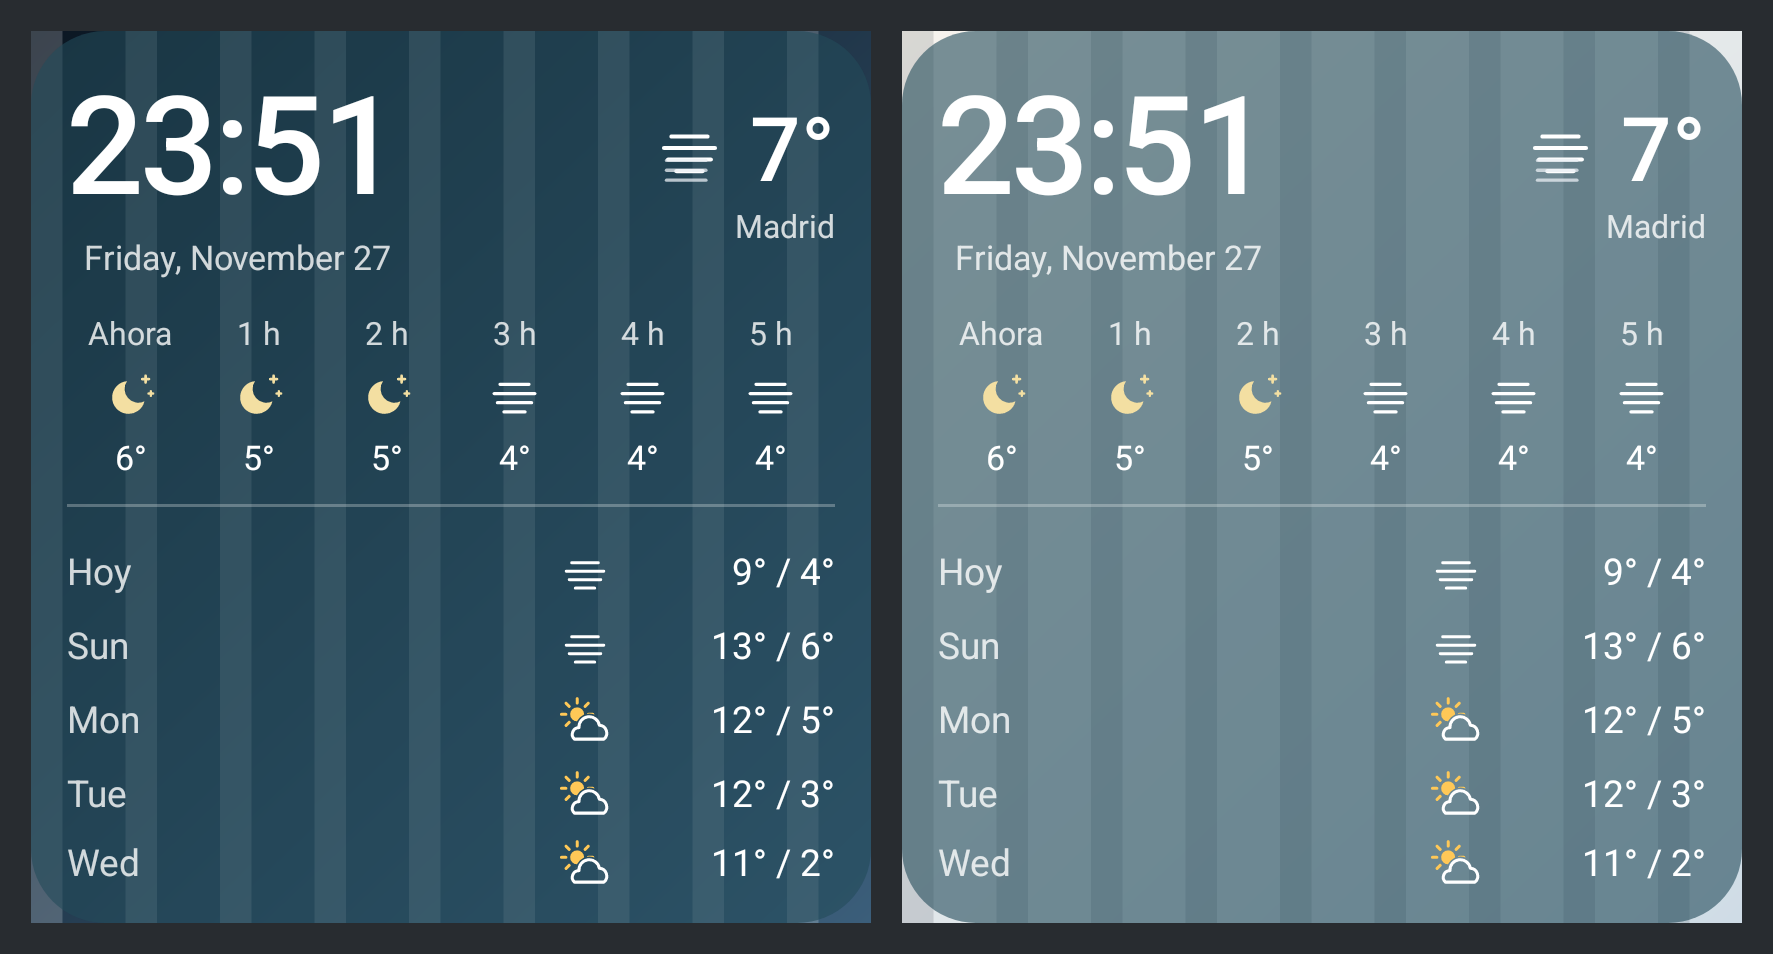 23:51
7°
Madrid
Friday, November 27
Ahora 1 h 2 h 3 h 4 h 5 h
6° 5° 5° 4° 4° 4°
Hoy 9° / 4°
Sun 13° / 6°
Mon 12° / 5°
Tue 12° / 3°
Wed 11° / 2°
23:51
7°
Madrid
Friday, November 27
Ahora 1 h 2 h 3 h 4 h 5 h
6° 5° 5° 4° 4° 4°
Hoy 9° / 4°
Sun 13° / 6°
Mon 12° / 5°
Tue 12° / 3°
Wed 11° / 2°